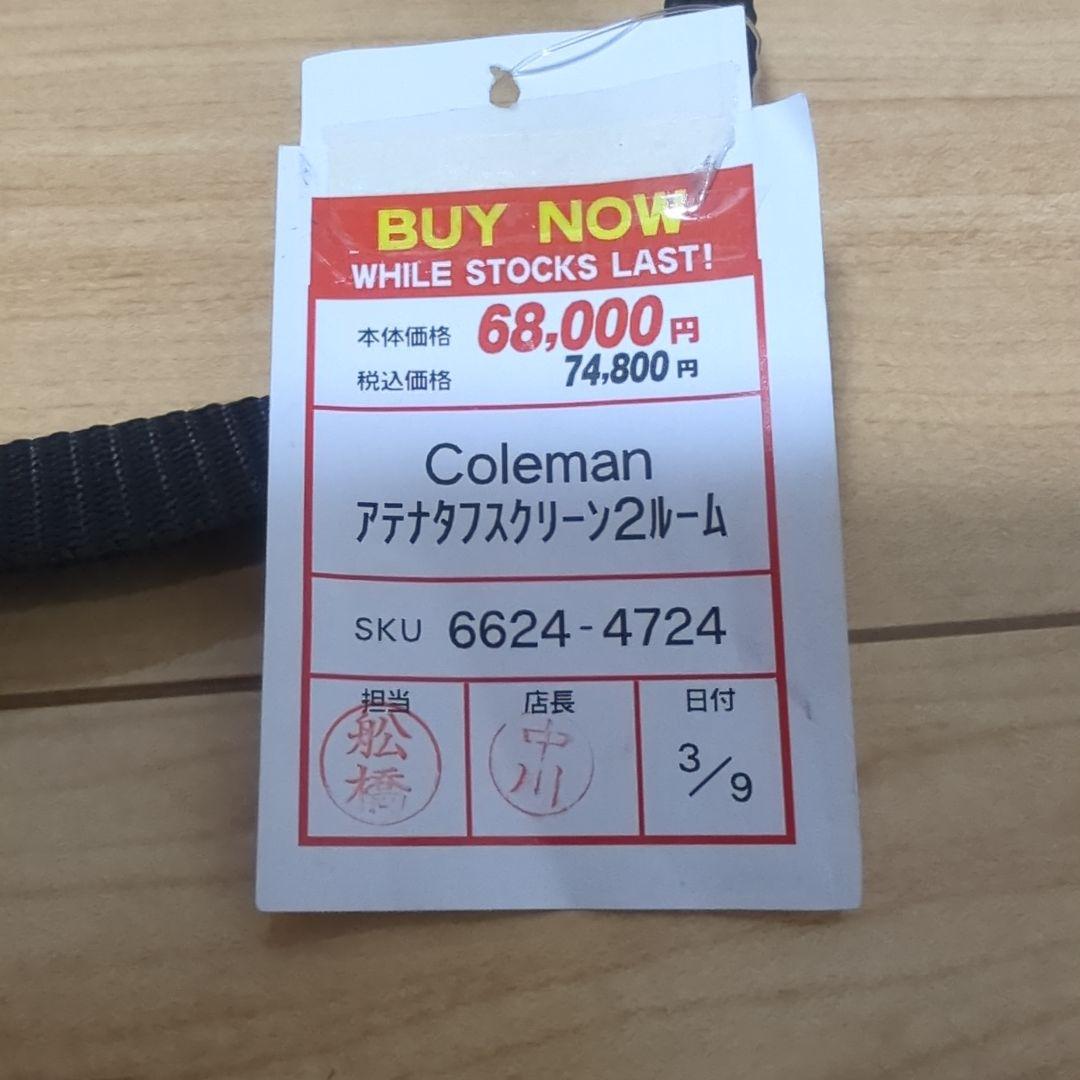 BUY NOW
WHILE STOCKS LAST!
本体価格 68,000円
税込価格 74,800円
Coleman
アテナタフスクリーン2ルーム
SKU 6624-4724
担当 店長 日付
舩橋 中川 3/9